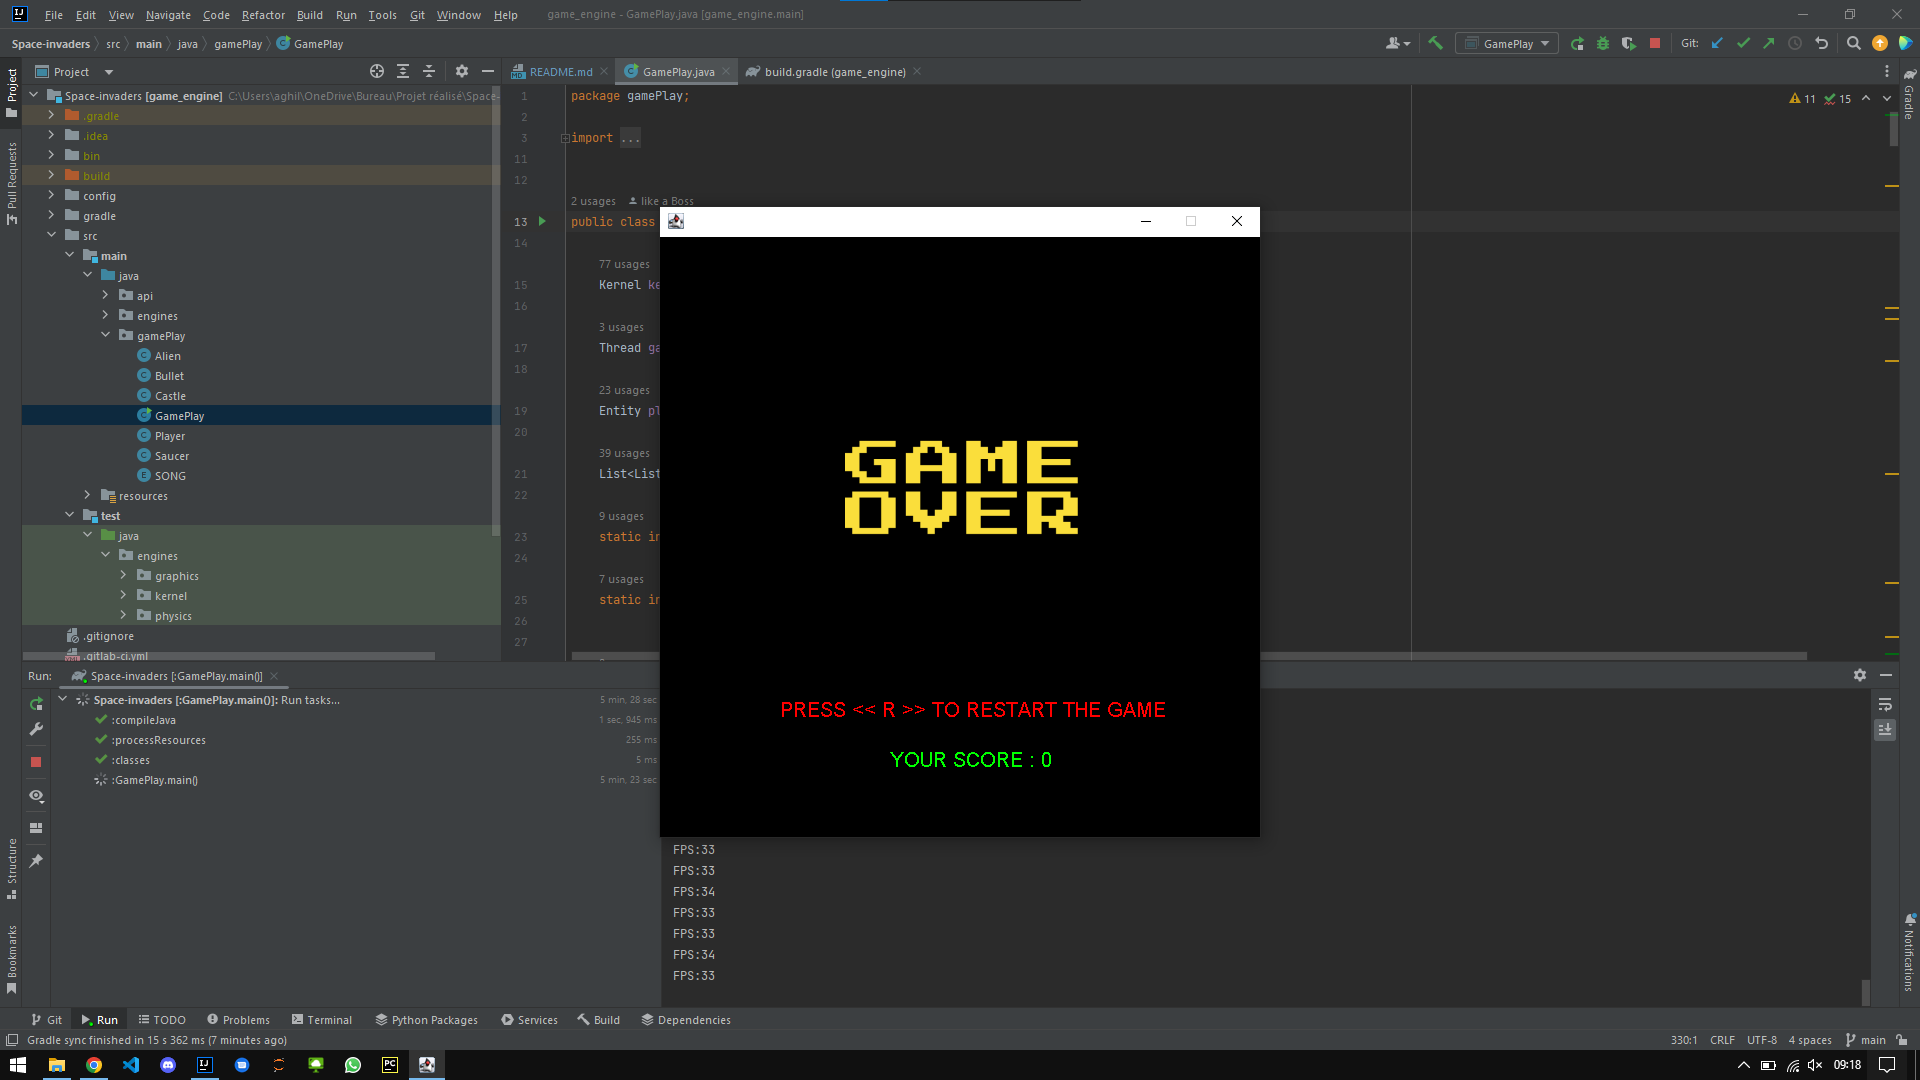 File Edit View Navigate Code Refactor Build Run Tools Git Window Help game_engine - GamePlay.java [game_engine.main]
Space-invaders src main java gamePlay GamePlay
GamePlay
Git:
Project
README.md
GamePlay.java
build.gradle (game_engine)
Space-invaders [game_engine] C:\Users\aghil\OneDrive\Bureau\Projet réalisé\Space-
.gradle
.idea
bin
build
config
gradle
src
main
java
api
engines
gamePlay
Alien
Bullet
Castle
GamePlay
Player
Saucer
SONG
resources
test
java
engines
graphics
kernel
physics
.gitignore
.gitlab-ci.yml
1 package gamePlay;
2
3 import ...
11
12
2 usages like a Boss
13 public class
14
77 usages
15 Kernel ke
16
3 usages
17 Thread ga
18
23 usages
19 Entity pl
20
39 usages
21 List<List
22
9 usages
23 static in
24
7 usages
25 static in
26
27
11 15
GAME
OVER
PRESS << R >> TO RESTART THE GAME
YOUR SCORE : 0
Run: Space-invaders [:GamePlay.main()]
Space-invaders [:GamePlay.main()]: Run tasks... 5 min, 28 sec
:compileJava 1 sec, 945 ms
:processResources 255 ms
:classes 5 ms
:GamePlay.main() 5 min, 23 sec
FPS:33
FPS:33
FPS:34
FPS:33
FPS:33
FPS:34
FPS:33
Project
Pull Requests
Structure
Bookmarks
Gradle
Notifications
Git Run TODO Problems Terminal Python Packages Services Build Dependencies
Gradle sync finished in 15 s 362 ms (7 minutes ago)
330:1 CRLF UTF-8 4 spaces main
09:18